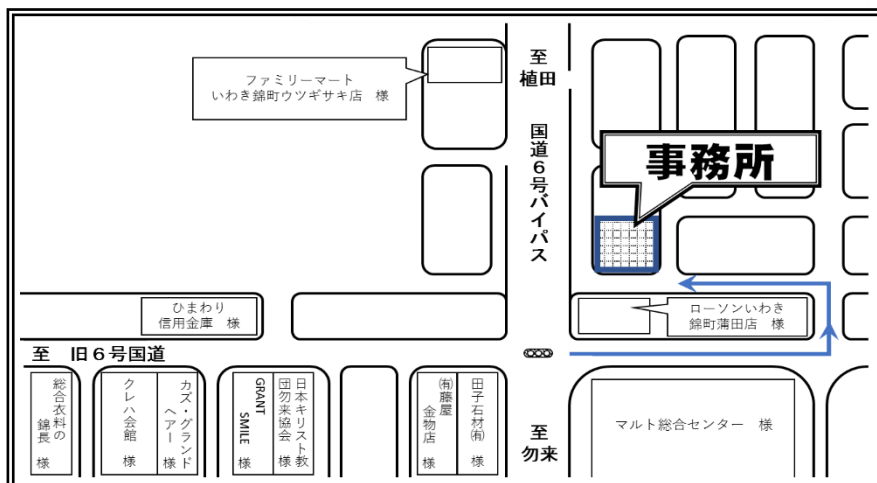 ファミリーマート
いわき錦町ウツギサキ店　様
至
植田
国道6号バイパス
事務所
ひまわり
信用金庫　様
ローソンいわき
錦町蒲田店　様
至　旧6号国道
総合衣料の
錦長　様
クレハ会館　様
カズ・グランド
ヘアー　様
GRANT
SMILE　様
日本キリスト教
団勿来協会　様
㈲藤屋
金物店　様
田子石材㈲　様
至
勿来
マルト総合センター　様